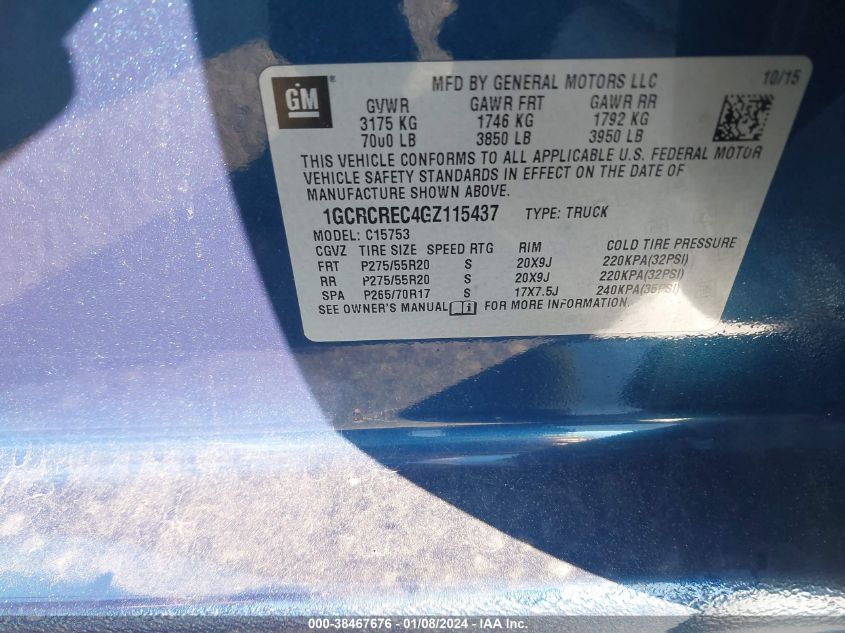 GM ®
MFD BY GENERAL MOTORS LLC 10/15
GVWR GAWR FRT GAWR RR
3175 KG 1746 KG 1792 KG
7000 LB 3850 LB 3950 LB
THIS VEHICLE CONFORMS TO ALL APPLICABLE U.S. FEDERAL MOTOR
VEHICLE SAFETY STANDARDS IN EFFECT ON THE DATE OF
MANUFACTURE SHOWN ABOVE.
1GCRCREC4GZ115437 TYPE: TRUCK
MODEL: C15753
CGVZ TIRE SIZE SPEED RTG RIM COLD TIRE PRESSURE
FRT P275/55R20 S 20X9J 220KPA(32PSI)
RR P275/55R20 S 20X9J 220KPA(32PSI)
SPA P265/70R17 S 17X7.5J 240KPA(35PSI)
SEE OWNER'S MANUAL i FOR MORE INFORMATION.
000-38467676 - 01/08/2024 - IAA Inc.